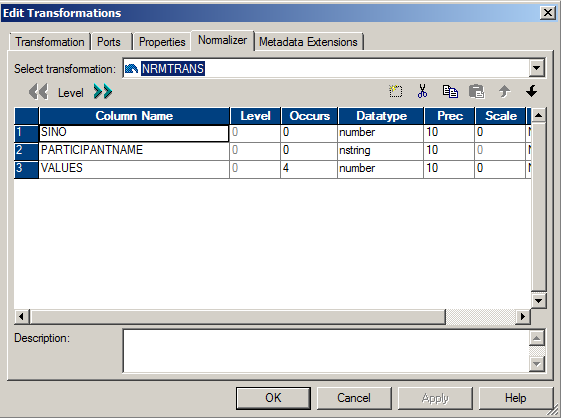 Edit Transformations
Transformation Ports Properties Normalizer Metadata Extensions
Select transformation: NRMTRANS
Level
Column Name Level Occurs Datatype Prec Scale
1 SINO 0 0 number 10 0
2 PARTICIPANTNAME 0 0 nstring 10 0
3 VALUES 0 4 number 10 0
Description:
OK Cancel Apply Help